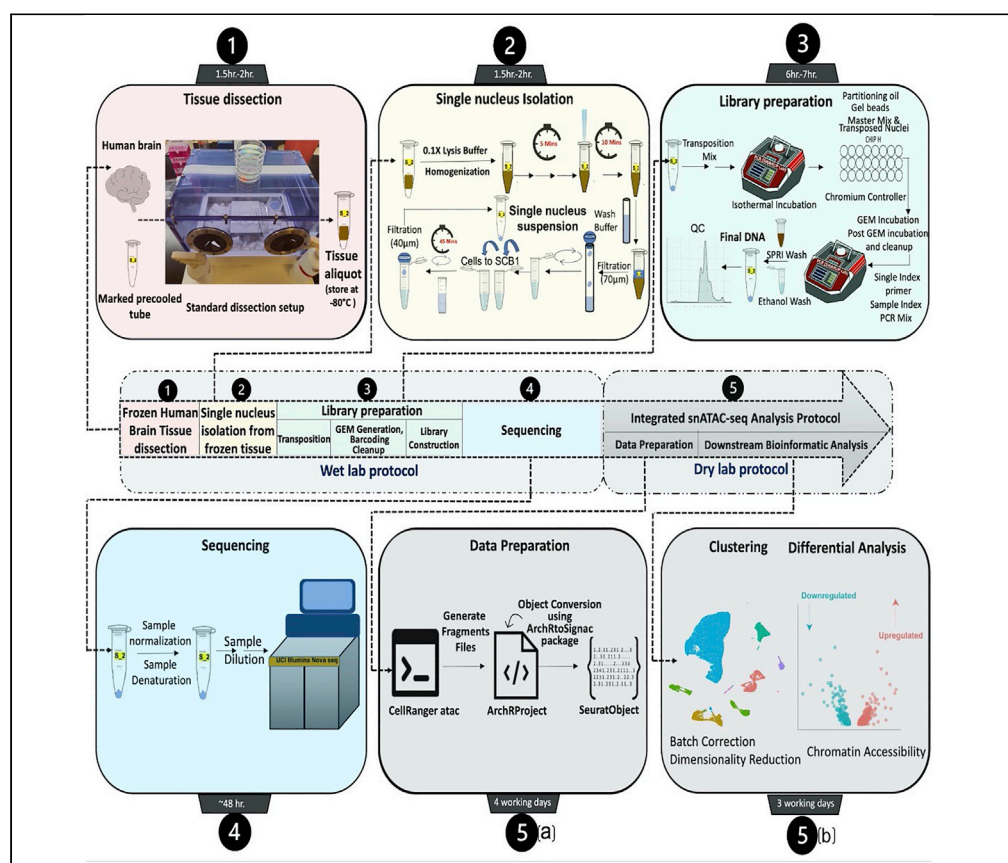 1
1.5hr.-2hr.
Tissue dissection
Human brain
S_2
Tissue
aliquot
(store at
-80°C )
Marked precooled
tube
Standard dissection setup
2
1.5hr.-2hr.
Single nucleus Isolation
0.1X Lysis Buffer
Homogenization
5 Mins
10 Mins
Wash
Buffer
Single nucleus
suspension
Filtration
(40µm)
45 Mins
Cells to SCB1
Filtration
(70µm)
3
6hr-7hr.
Library preparation
Partitioning oil
Gel beads
Master Mix &
Transposed Nuclei
CHIP H
Transposition
Mix
Isothermal Incubation
Chromium Controller
GEM Incubation
Post GEM incubation
and cleanup
QC
Final DNA
SPRI Wash
Ethanol Wash
Single Index
primer
Sample Index
PCR Mix
1
2
3
4
5
Frozen Human
Brain Tissue
dissection
Single nucleus
isolation from
frozen tissue
Library preparation
Transposition
GEM Generation,
Barcoding
Cleanup
Library
Construction
Sequencing
Integrated snATAC-seq Analysis Protocol
Data Preparation
Downstream Bioinformatic Analysis
Wet lab protocol
Dry lab protocol
Sequencing
Sample
normalization
Sample
Denaturation
S_2
S_2
Sample
Dilution
UCI Illumina Nova seq
~48 hr.
4
Data Preparation
Generate
Fragments
Files
Object Conversion
using
ArchRtoSignac
package
CellRanger atac
ArchRProject
SeuratObject
4 working days
5 (a)
Clustering
Differential Analysis
Downregulated
Upregulated
Batch Correction
Dimensionality Reduction
Chromatin Accessibility
3 working days
5 (b)